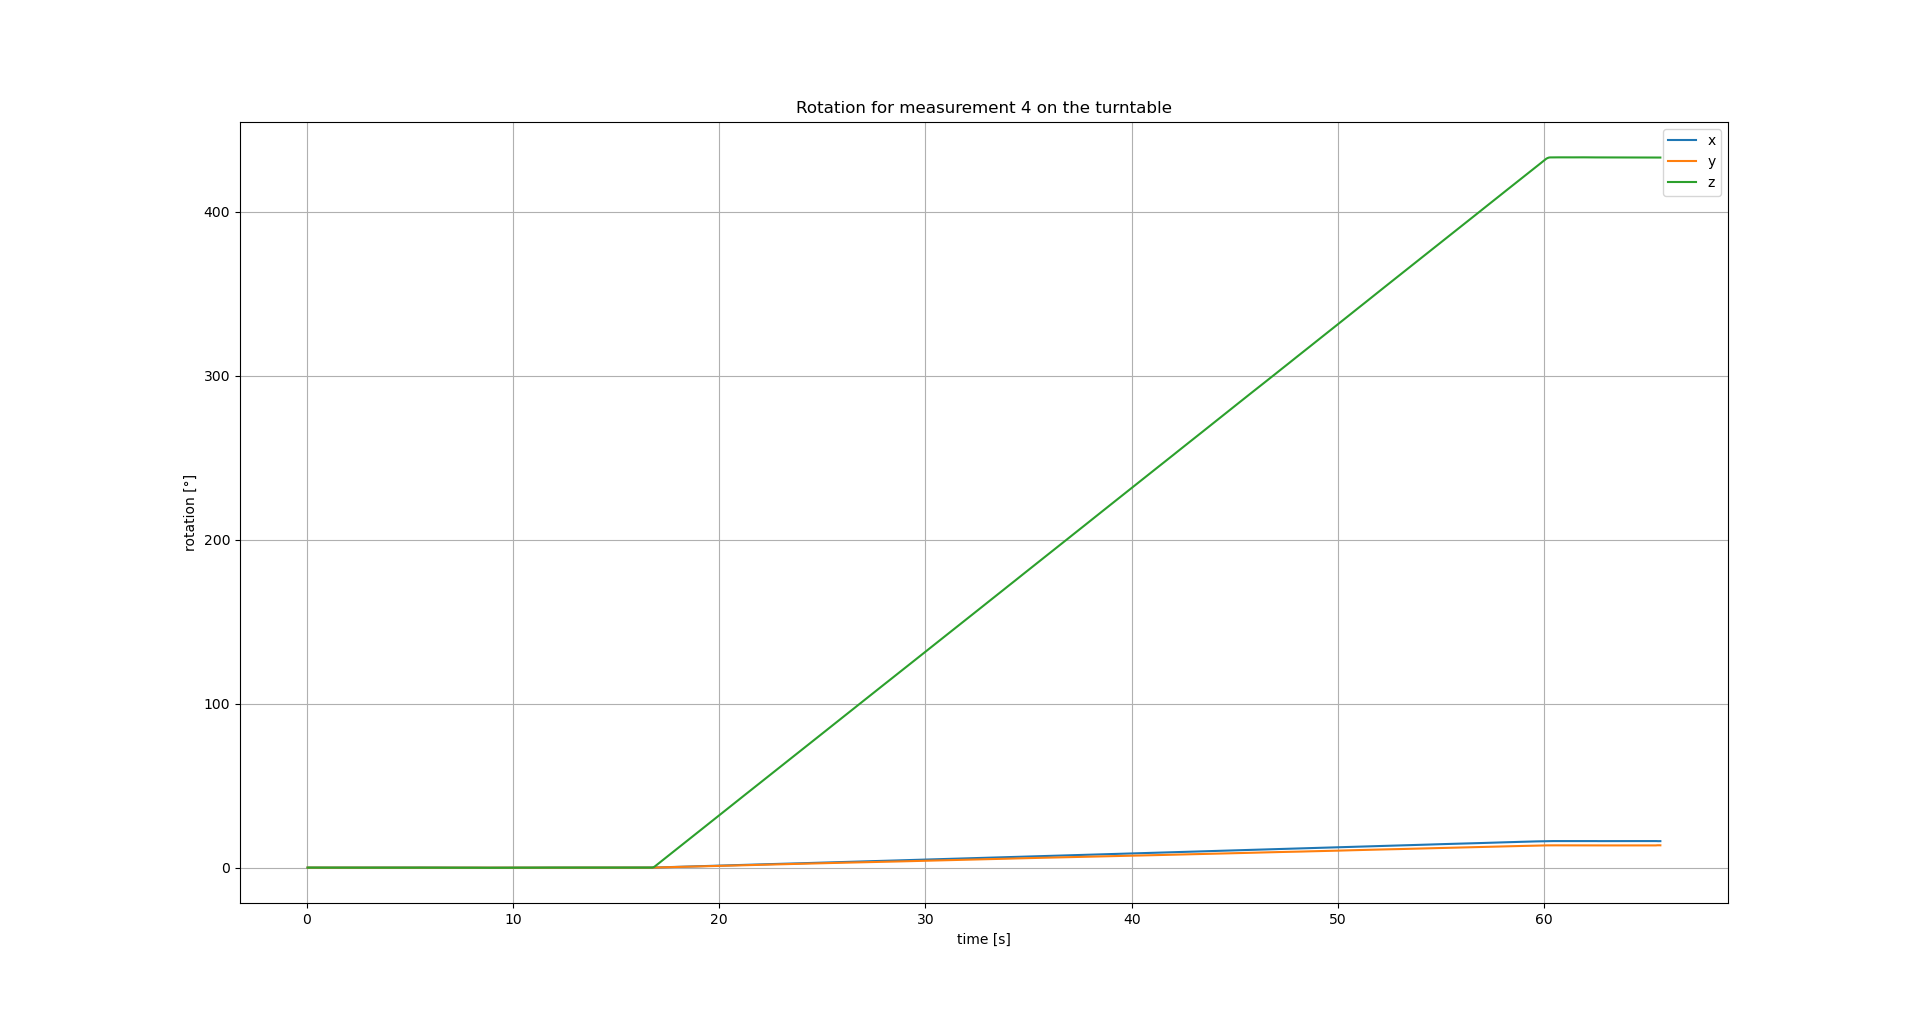 Rotation for measurement 4 on the turntable
x
y
z
rotation [°]
400
300
200
100
0
0 10 20 30 40 50 60
time [s]